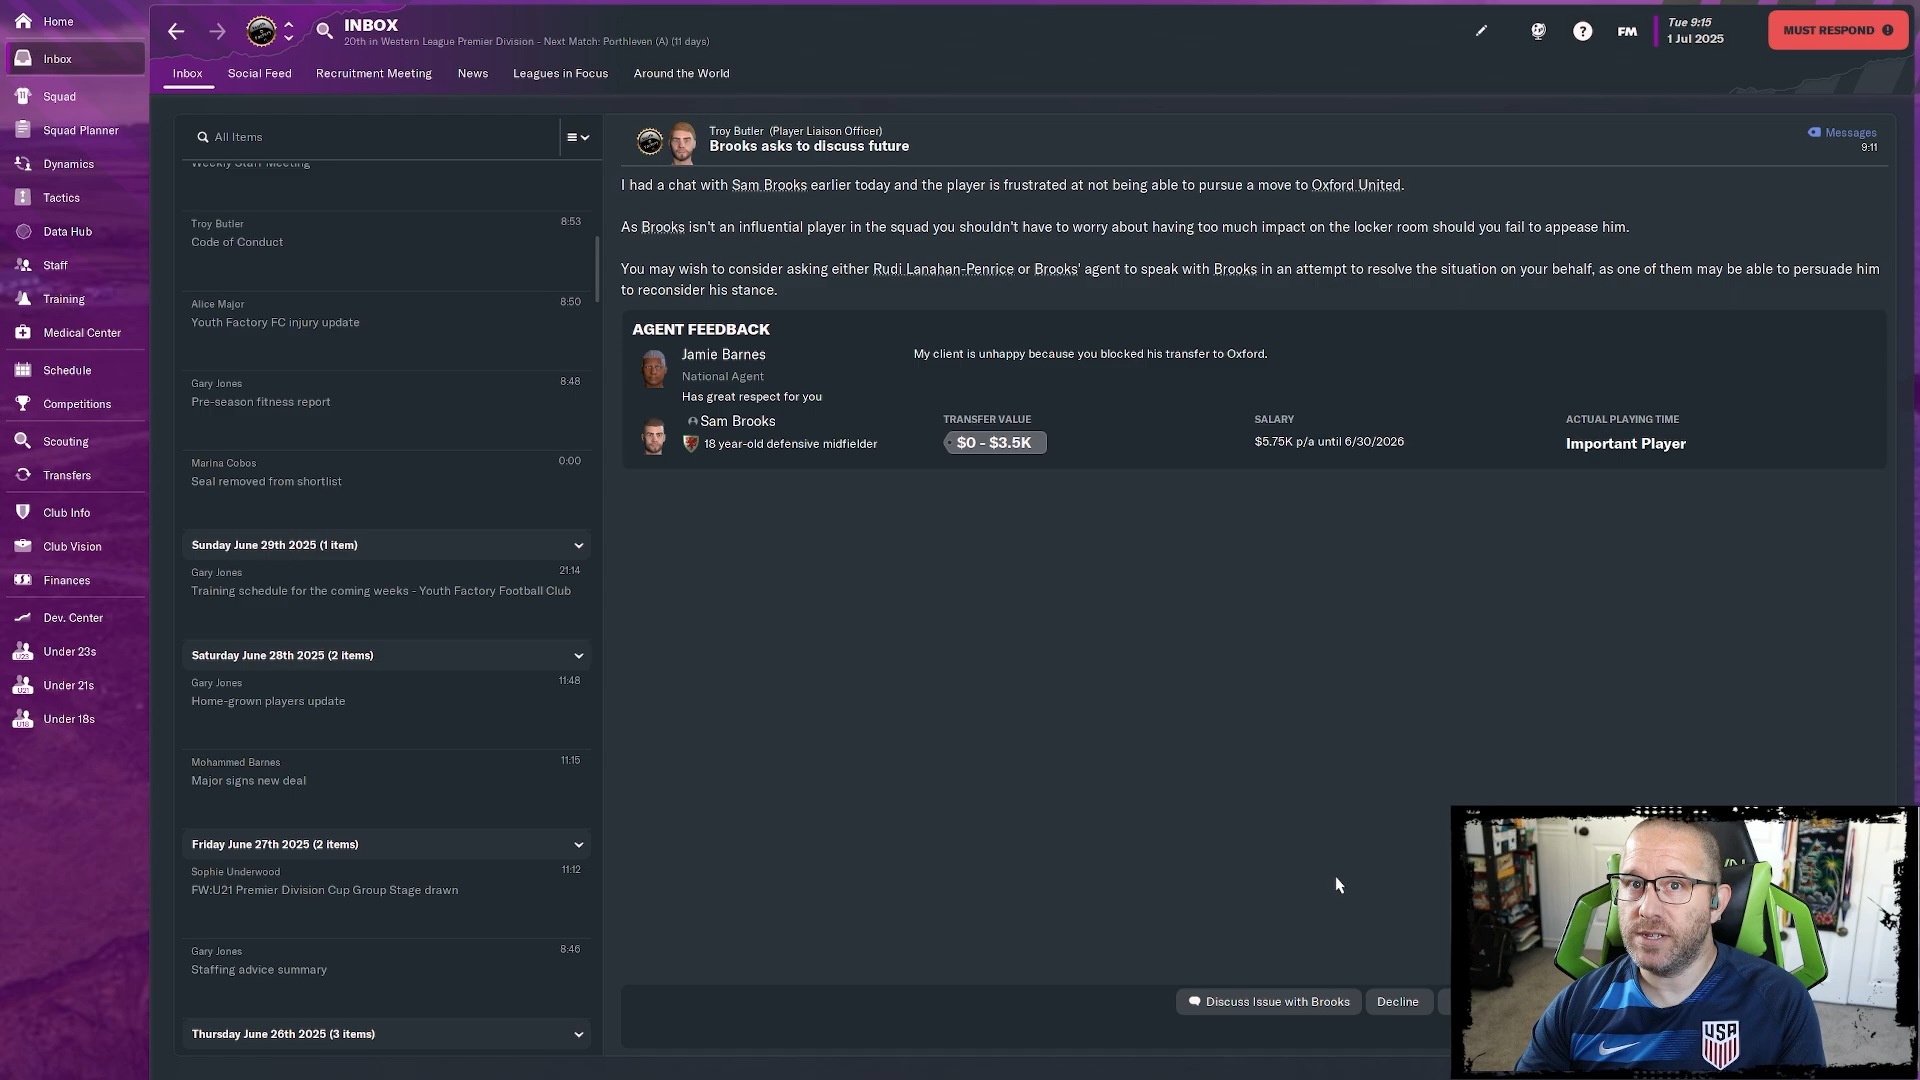 Home
Inbox
Squad
Squad Planner
Dynamics
Tactics
Data Hub
Staff
Training
Medical Center
Schedule
Competitions
Scouting
Transfers
Club Info
Club Vision
Finances
Dev. Center
U23
Under 23s
U21
Under 21s
U18
Under 18s
INBOX
20th in Western League Premier Division - Next Match: Porthleven (A) (11 days)
FM
Tue 9:15
1 Jul 2025
MUST RESPOND
Inbox
Social Feed
Recruitment Meeting
News
Leagues in Focus
Around the World
All Items
Weekly Staff Meeting
Troy Butler 8:53
Code of Conduct
Alice Major 8:50
Youth Factory FC injury update
Gary Jones 8:48
Pre-season fitness report
Marina Cobos 0:00
Seal removed from shortlist
Sunday June 29th 2025 (1 item)
Gary Jones 21:14
Training schedule for the coming weeks - Youth Factory Football Club
Saturday June 28th 2025 (2 items)
Gary Jones 11:48
Home-grown players update
Mohammed Barnes 11:15
Major signs new deal
Friday June 27th 2025 (2 items)
Sophie Underwood 11:12
FW:U21 Premier Division Cup Group Stage drawn
Gary Jones 8:46
Staffing advice summary
Thursday June 26th 2025 (3 items)
Troy Butler (Player Liaison Officer)
Brooks asks to discuss future
Messages
9:11
I had a chat with Sam Brooks earlier today and the player is frustrated at not being able to pursue a move to Oxford United.
As Brooks isn't an influential player in the squad you shouldn't have to worry about having too much impact on the locker room should you fail to appease him.
You may wish to consider asking either Rudi Lanahan-Penrice or Brooks' agent to speak with Brooks in an attempt to resolve the situation on your behalf, as one of them may be able to persuade him
to reconsider his stance.
AGENT FEEDBACK
Jamie Barnes
National Agent
Has great respect for you
My client is unhappy because you blocked his transfer to Oxford.
Sam Brooks
18 year-old defensive midfielder
TRANSFER VALUE
$0 - $3.5K
SALARY
$5.75K p/a until 6/30/2026
ACTUAL PLAYING TIME
Important Player
Discuss Issue with Brooks
Decline
USA